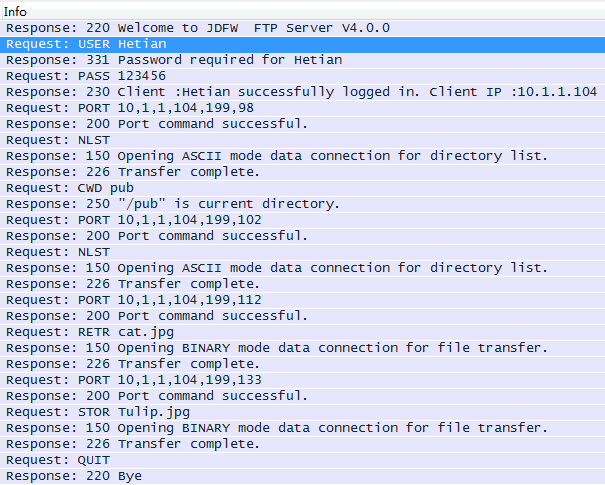 Info
Response: 220 Welcome to JDFW  FTP Server V4.0.0
Request: USER Hetian
Response: 331 Password required for Hetian
Request: PASS 123456
Response: 230 Client :Hetian successfully logged in. Client IP :10.1.1.104
Request: PORT 10,1,1,104,199,98
Response: 200 Port command successful.
Request: NLST
Response: 150 Opening ASCII mode data connection for directory list.
Response: 226 Transfer complete.
Request: CWD pub
Response: 250 "/pub" is current directory.
Request: PORT 10,1,1,104,199,102
Response: 200 Port command successful.
Request: NLST
Response: 150 Opening ASCII mode data connection for directory list.
Response: 226 Transfer complete.
Request: PORT 10,1,1,104,199,112
Response: 200 Port command successful.
Request: RETR cat.jpg
Response: 150 Opening BINARY mode data connection for file transfer.
Response: 226 Transfer complete.
Request: PORT 10,1,1,104,199,133
Response: 200 Port command successful.
Request: STOR Tulip.jpg
Response: 150 Opening BINARY mode data connection for file transfer.
Response: 226 Transfer complete.
Request: QUIT
Response: 220 Bye